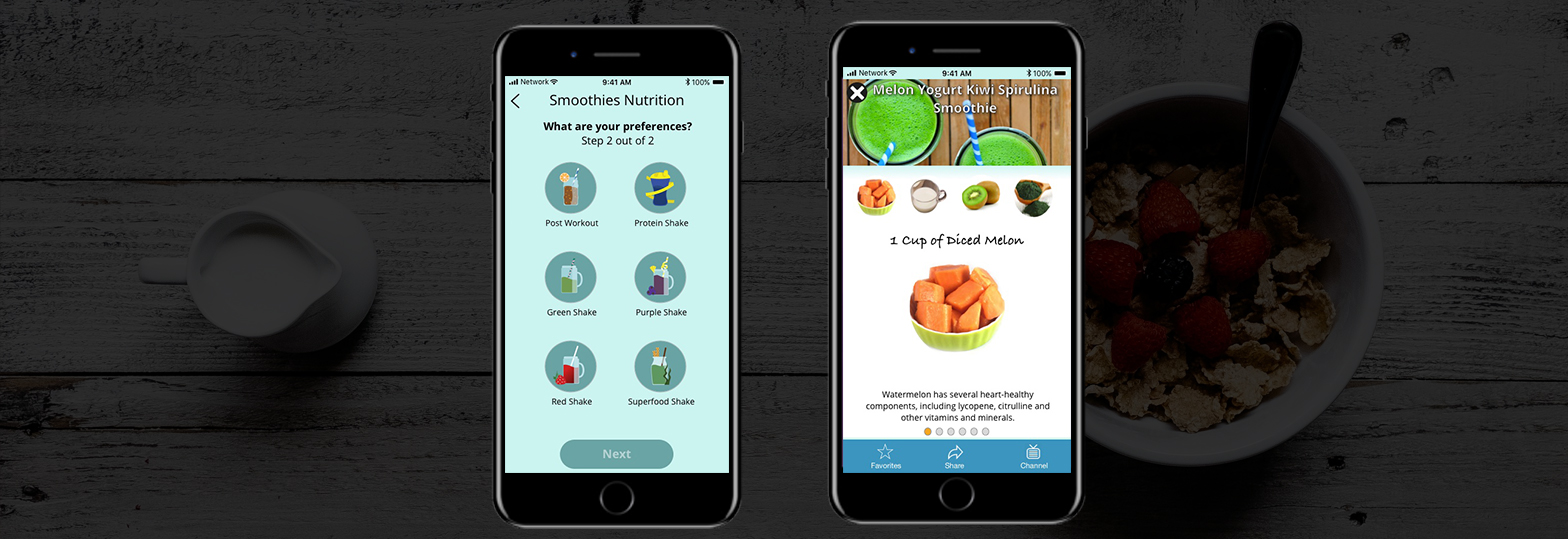 Network
9:41 AM
100%
Smoothies Nutrition
What are your preferences?
Step 2 out of 2
Post Workout
Protein Shake
Green Shake
Purple Shake
Red Shake
Superfood Shake
Next
Network
9:41 AM
100%
Melon Yogurt Kiwi Spirulina
Smoothie
1 Cup of Diced Melon
Watermelon has several heart-healthy
components, including lycopene, citrulline and
other vitamins and minerals.
Favorites
Share
Channel